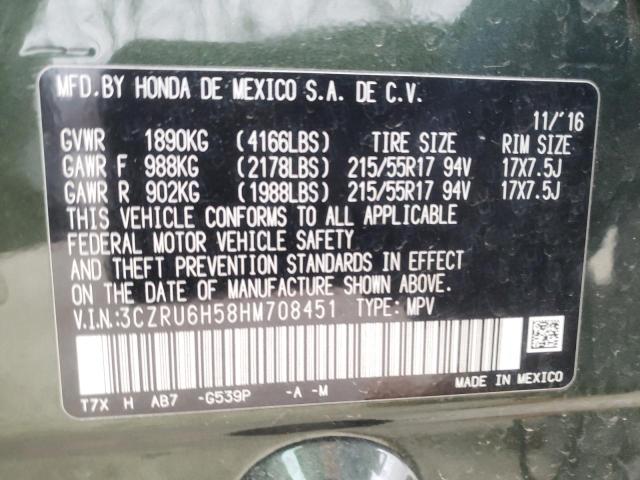 MFD.BY HONDA DE MEXICO S.A. DE C.V.
11/'16
GVWR 1890KG (4166LBS) TIRE SIZE RIM SIZE
GAWR F 988KG (2178LBS) 215/55R17 94V 17X7.5J
GAWR R 902KG (1988LBS) 215/55R17 94V 17X7.5J
THIS VEHICLE CONFORMS TO ALL APPLICABLE
FEDERAL MOTOR VEHICLE SAFETY
AND THEFT PREVENTION STANDARDS IN EFFECT
ON THE DATE OF MANUFACTURE SHOWN ABOVE.
V.I.N:3CZRU6H58HM708451 TYPE: MPV
T7X H AB7 -G539P -A -M
MADE IN MEXICO